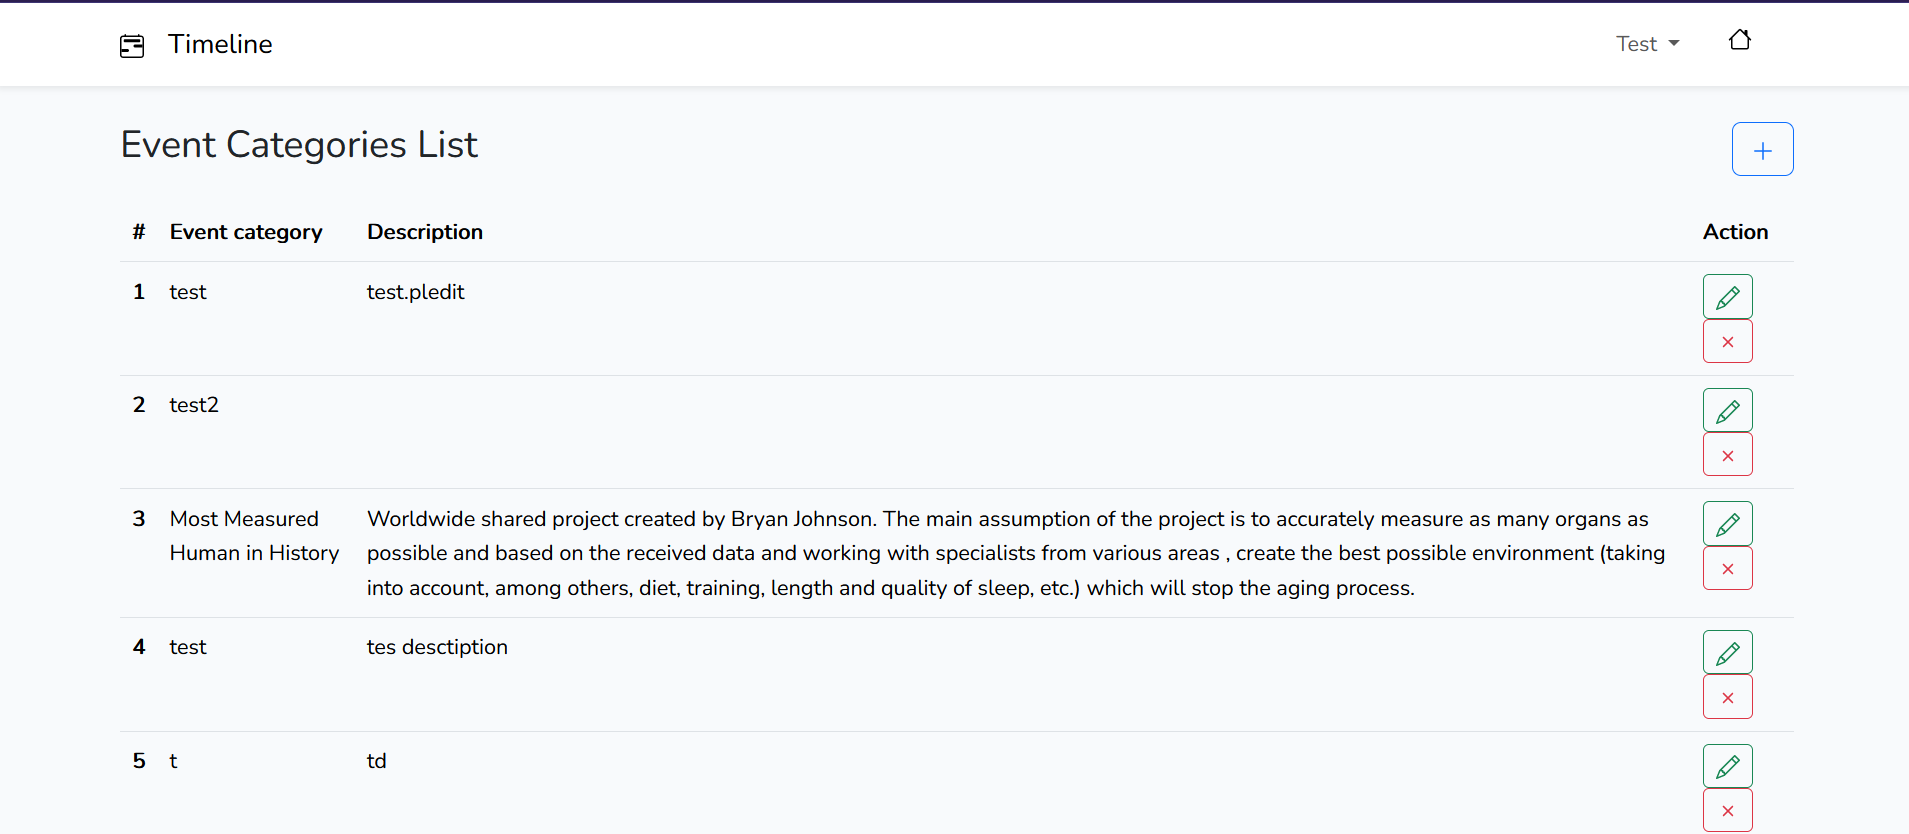 Timeline
Test
Event Categories List
# Event category Description Action
1 test test.pledit
2 test2
3 Most Measured Worldwide shared project created by Bryan Johnson. The main assumption of the project is to accurately measure as many organs as
Human in History possible and based on the received data and working with specialists from various areas , create the best possible environment (taking
into account, among others, diet, training, length and quality of sleep, etc.) which will stop the aging process.
4 test tes desctiption
5 t td